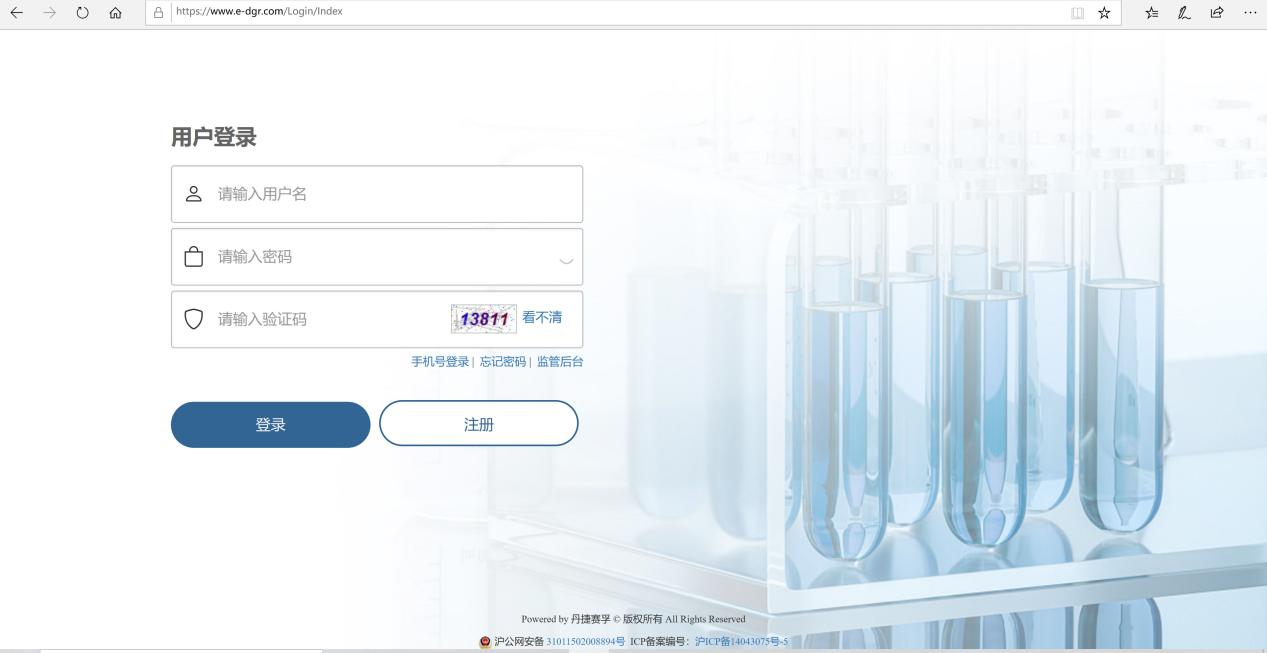 https://www.e-dgr.com/Login/Index
用户登录
请输入用户名
请输入密码
请输入验证码 13811 看不清
手机号登录 | 忘记密码 | 监管后台
登录 注册
Powered by 丹捷赛孚 © 版权所有 All Rights Reserved
沪公网安备 31011502008894号 ICP备案编号：沪ICP备14043075号-5